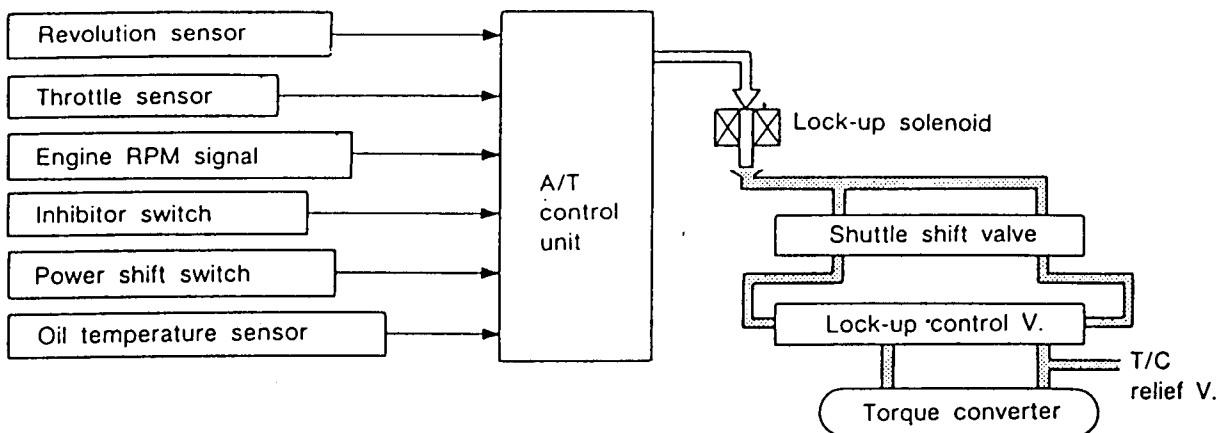 Revolution sensor
Throttle sensor
Engine RPM signal
Inhibitor switch
Power shift switch
Oil temperature sensor
A/T
control
unit
Lock-up solenoid
Shuttle shift valve
Lock-up control V.
T/C
relief V.
Torque converter